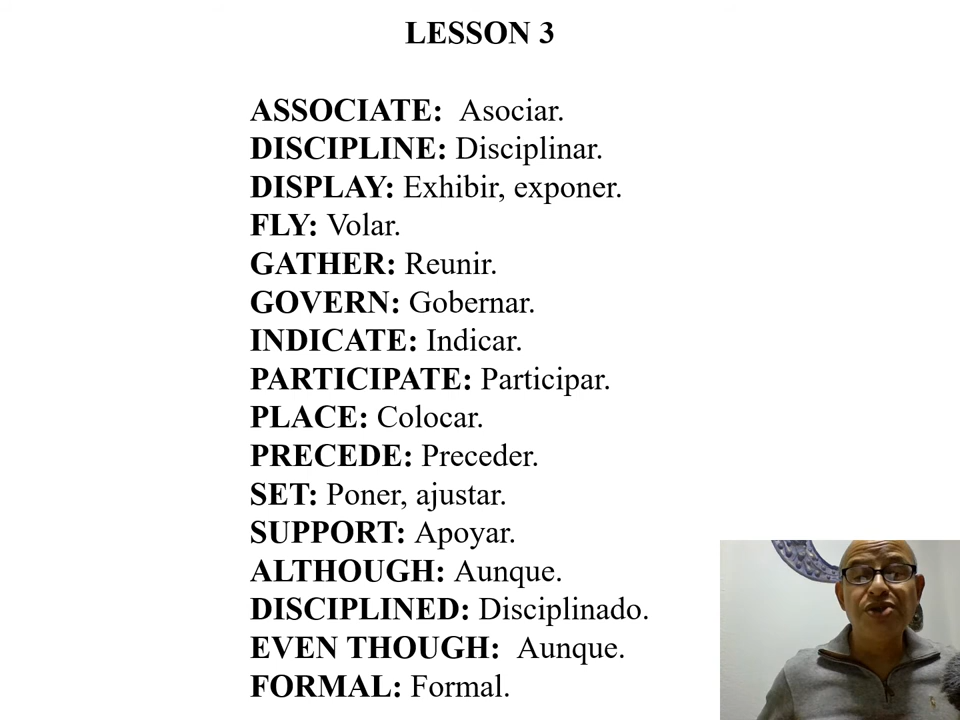 LESSON 3
ASSOCIATE: Asociar.
DISCIPLINE: Disciplinar.
DISPLAY: Exhibir, exponer.
FLY: Volar.
GATHER: Reunir.
GOVERN: Gobernar.
INDICATE: Indicar.
PARTICIPATE: Participar.
PLACE: Colocar.
PRECEDE: Preceder.
SET: Poner, ajustar.
SUPPORT: Apoyar.
ALTHOUGH: Aunque.
DISCIPLINED: Disciplinado.
EVEN THOUGH: Aunque.
FORMAL: Formal.